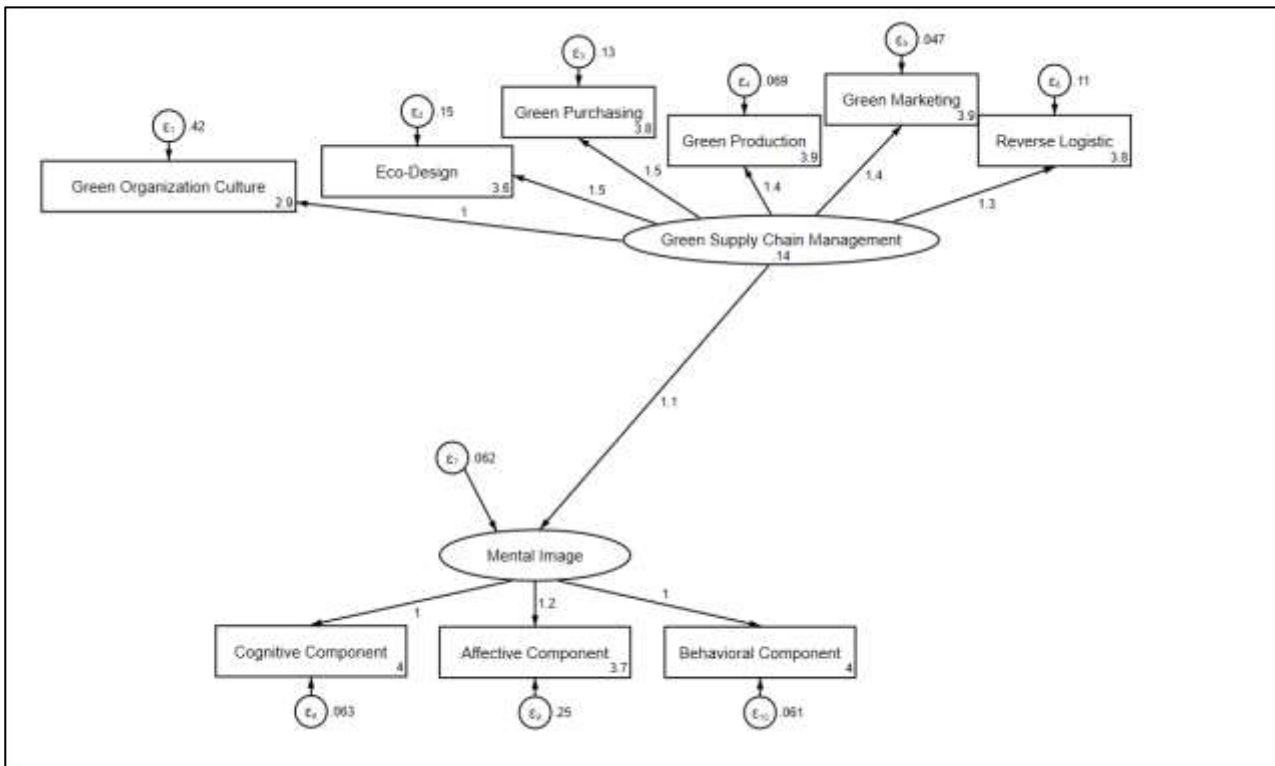 ε₃ .13
ε₅ .047
ε₄ .069
ε₆ .11
ε₂ .15
ε₁ .42
Green Purchasing
3.8
Green Marketing
3.9
Green Production
3.9
Reverse Logistic
3.8
Eco-Design
3.6
Green Organization Culture
2.9
1
1.5
1.5
1.4
1.4
1.3
Green Supply Chain Management
.14
1.1
ε₇ .062
Mental Image
1
1.2
1
Cognitive Component
4
Affective Component
3.7
Behavioral Component
4
ε₈ .063
ε₉ .25
ε₁₀ .061